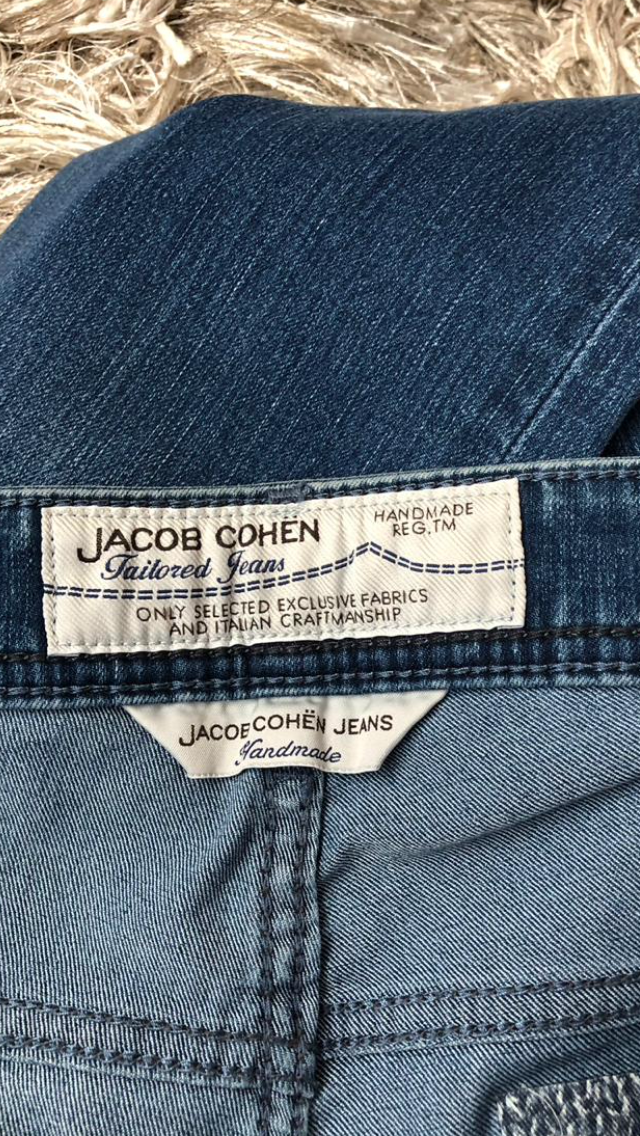 JACOB COHËN
HANDMADE
REG.TM
Tailored Jeans
ONLY SELECTED EXCLUSIVE FABRICS
AND ITALIAN CRAFTMANSHIP
JACOB COHËN JEANS
Handmade